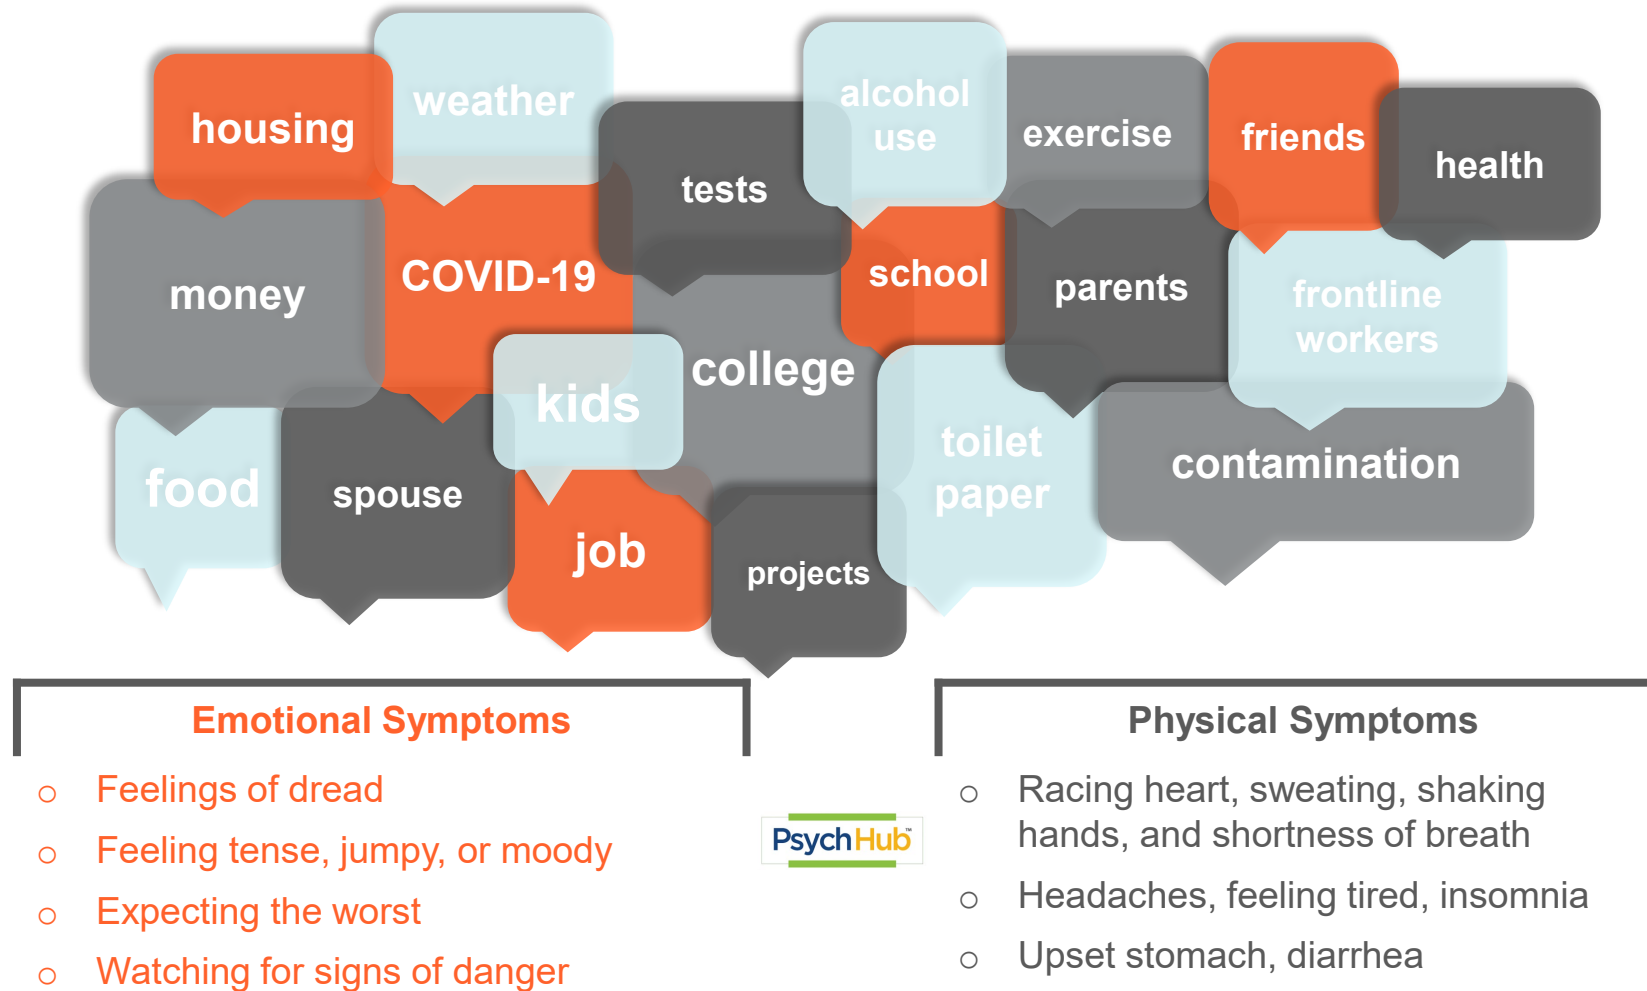 housing
weather
alcohol
use
exercise
friends
health
tests
money
COVID-19
school
parents
frontline
workers
college
kids
food
spouse
toilet
paper
contamination
job
projects
Emotional Symptoms
○ Feelings of dread
○ Feeling tense, jumpy, or moody
○ Expecting the worst
○ Watching for signs of danger
PsychHub™
Physical Symptoms
○ Racing heart, sweating, shaking
hands, and shortness of breath
○ Headaches, feeling tired, insomnia
○ Upset stomach, diarrhea